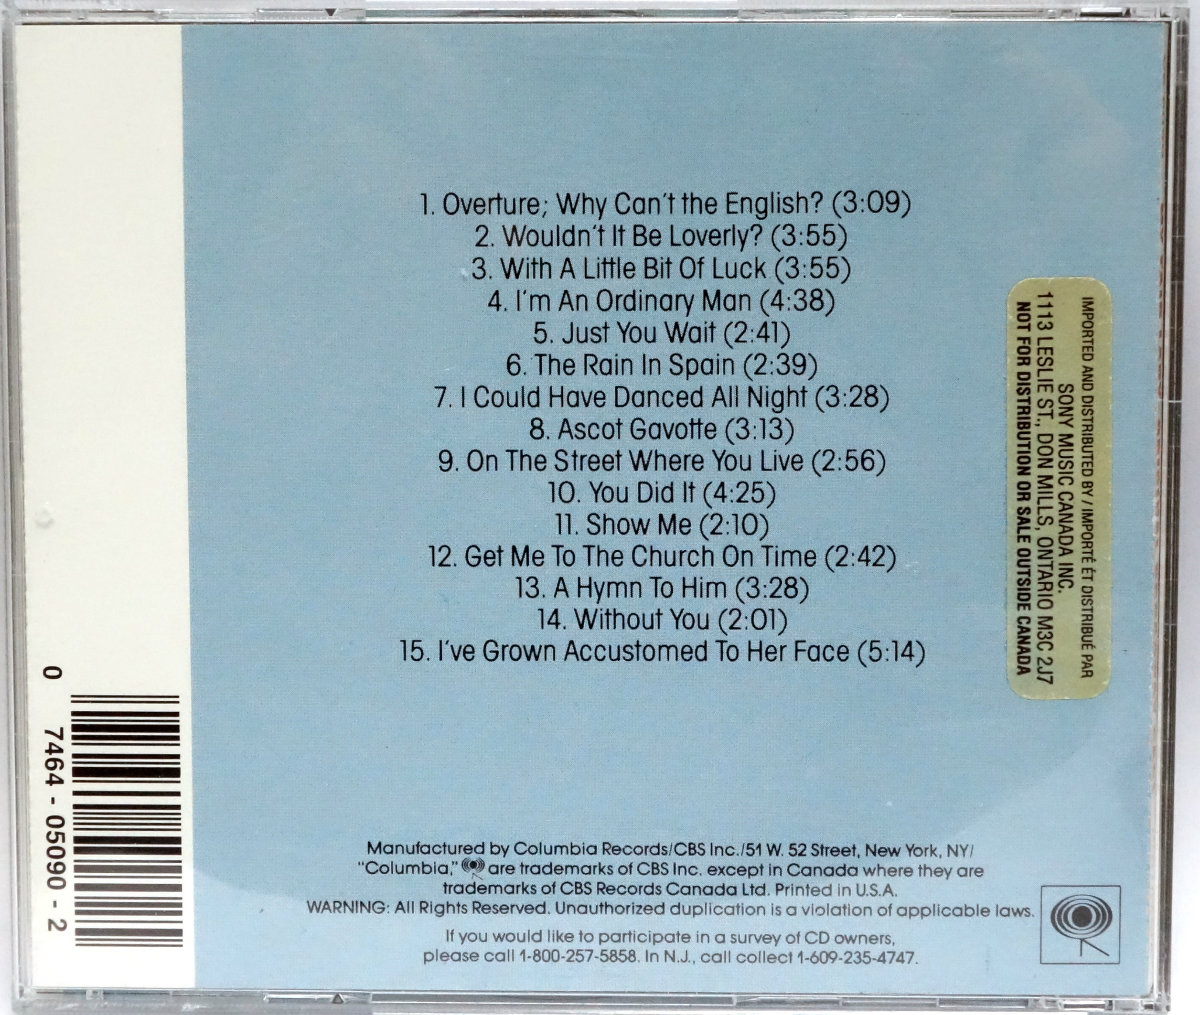 1. Overture; Why Can't the English? (3:09)
2. Wouldn't It Be Loverly? (3:55)
3. With A Little Bit Of Luck (3:55)
4. I'm An Ordinary Man (4:38)
5. Just You Wait (2:41)
6. The Rain In Spain (2:39)
7. I Could Have Danced All Night (3:28)
8. Ascot Gavotte (3:13)
9. On The Street Where You Live (2:56)
10. You Did It (4:25)
11. Show Me (2:10)
12. Get Me To The Church On Time (2:42)
13. A Hymn To Him (3:28)
14. Without You (2:01)
15. I've Grown Accustomed To Her Face (5:14)
IMPORTED AND DISTRIBUTED BY / IMPORTÉ ÉT DISTRIBUÉ PAR
SONY MUSIC CANADA INC.
1113 LESLIE ST., DON MILLS, ONTARIO M3C 2J7
NOT FOR DISTRIBUTION OR SALE OUTSIDE CANADA
0 7464 - 05090 - 2
Manufactured by Columbia Records/CBS Inc./51 W. 52 Street, New York, NY/
"Columbia," are trademarks of CBS Inc. except in Canada where they are
trademarks of CBS Records Canada Ltd. Printed in U.S.A.
WARNING: All Rights Reserved. Unauthorized duplication is a violation of applicable laws.
If you would like to participate in a survey of CD owners,
please call 1-800-257-5858. In N.J., call collect 1-609-235-4747.